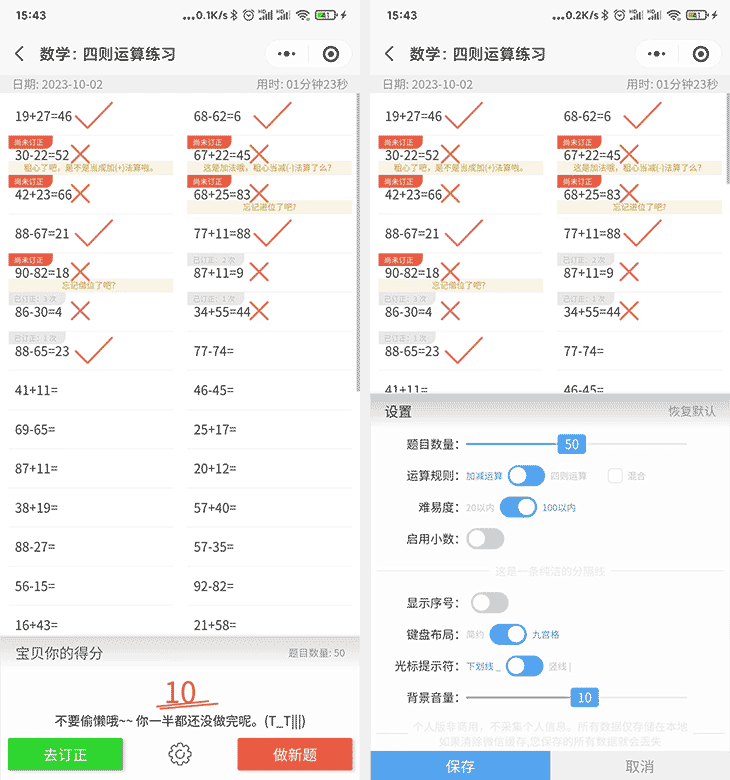 15:43 ...0.1K/s
数学：四则运算练习
日期: 2023-10-02 用时: 01分钟23秒
19+27=46 68-62=6
尚未订正 尚未订正
30-22=52 67+22=45
粗心了吧，是不是当成加(+)法算啦。 这是加法哦，粗心当减(-)法算了么?
尚未订正 尚未订正
42+23=66 68+25=83
忘记进位了吧?
88-67=21 77+11=88
尚未订正 已订正：2 次
90-82=18 87+11=9
忘记借位了吧?
已订正：3 次 已订正：1 次
86-30=4 34+55=44
已订正：1 次
88-65=23 77-74=
41+11= 46-45=
69-65= 25+17=
87+11= 20+12=
38+19= 57+40=
88-27= 57-35=
56-15= 92-82=
16+43= 21+58=
宝贝你的得分 题目数量: 50
10
不要偷懒哦~~ 你一半都还没做完呢。(T_T|||)
去订正 做新题
15:43 ...0.2K/s
数学：四则运算练习
日期: 2023-10-02 用时: 01分钟23秒
19+27=46 68-62=6
尚未订正 尚未订正
30-22=52 67+22=45
粗心了吧，是不是当成加(+)法算啦。 这是加法哦，粗心当减(-)法算了么?
尚未订正 尚未订正
42+23=66 68+25=83
忘记进位了吧?
88-67=21 77+11=88
尚未订正 已订正：2 次
90-82=18 87+11=9
忘记借位了吧?
已订正：3 次 已订正：1 次
86-30=4 34+55=44
已订正：1 次
88-65=23 77-74=
41+11= 46-45=
设置 恢复默认
题目数量： 50
运算规则： 加减运算 四则运算 混合
难易度： 20以内 100以内
启用小数：
这是一条纯洁的分隔线
显示序号：
键盘布局： 简约 九宫格
光标提示符： 下划线 _ 竖线 |
背景音量： 10
个人版非商用，不采集个人信息。所有数据仅存储在本地
如果清除微信缓存,您保存的所有数据就会丢失
保存 取消